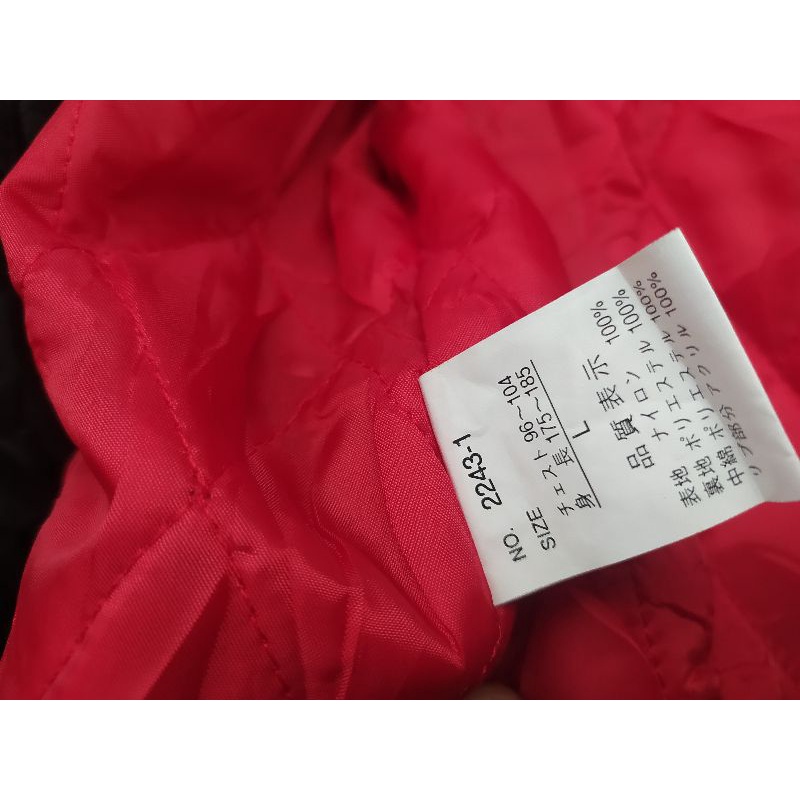 NO. 2243-1
SIZE
チェスト 96～104
身 長 175～185
L
品質表示
表地 ナイロン 100%
裏地 ポリエステル 100%
中綿 ポリエステル 100%
リブ部分 アクリル 100%